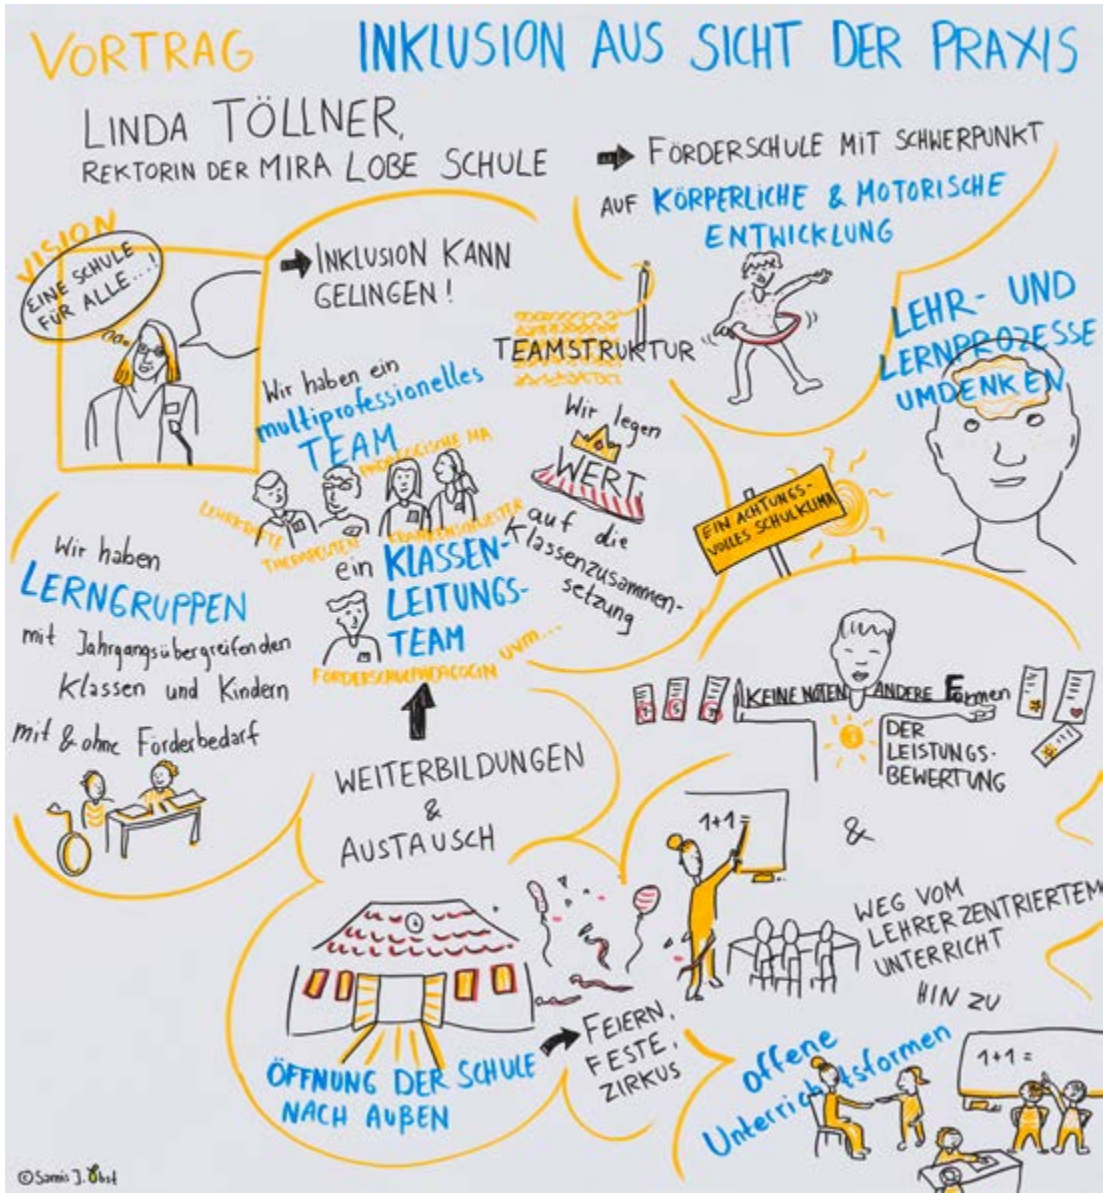 VORTRAG
INKLUSION AUS SICHT DER PRAXIS
LINDA TÖLLNER,
REKTORIN DER MIRA LOBE SCHULE
FÖRDERSCHULE MIT SCHWERPUNKT
AUF KÖRPERLICHE & MOTORISCHE
ENTWICKLUNG
VISION
EINE SCHULE
FÜR ALLE...!
INKLUSION KANN
GELINGEN!
TEAMSTRUKTUR
LEHR- UND
LERNPROZESSE
UMDENKEN
Wir haben ein
multiprofessionelles
TEAM
PÄDAGOGISCHE MA
LEHRKRÄFTE
THERAPEUTEN
KRANKENSCHWESTER
ein KLASSEN-
LEITUNGS-
TEAM
FÖRDERSCHULPÄDAGOGIN
uvm...
Wir legen
WERT
auf die
Klassenzusammen-
setzung
EIN ACHTUNGS-
VOLLES SCHULKLIMA
Wir haben
LERNGRUPPEN
mit Jahrgangsübergreifenden
Klassen und Kindern
mit & ohne Förderbedarf
WEITERBILDUNGEN
&
AUSTAUSCH
KEINE NOTEN ANDERE Formen
DER
LEISTUNGS-
BEWERTUNG
&
1+1=
WEG VOM
LEHRERZENTRIERTEM
UNTERRICHT
HIN ZU
offene
Unterrichtsformen
1+1=
ÖFFNUNG DER SCHULE
NACH AUßEN
FEIERN,
FESTE,
ZIRKUS